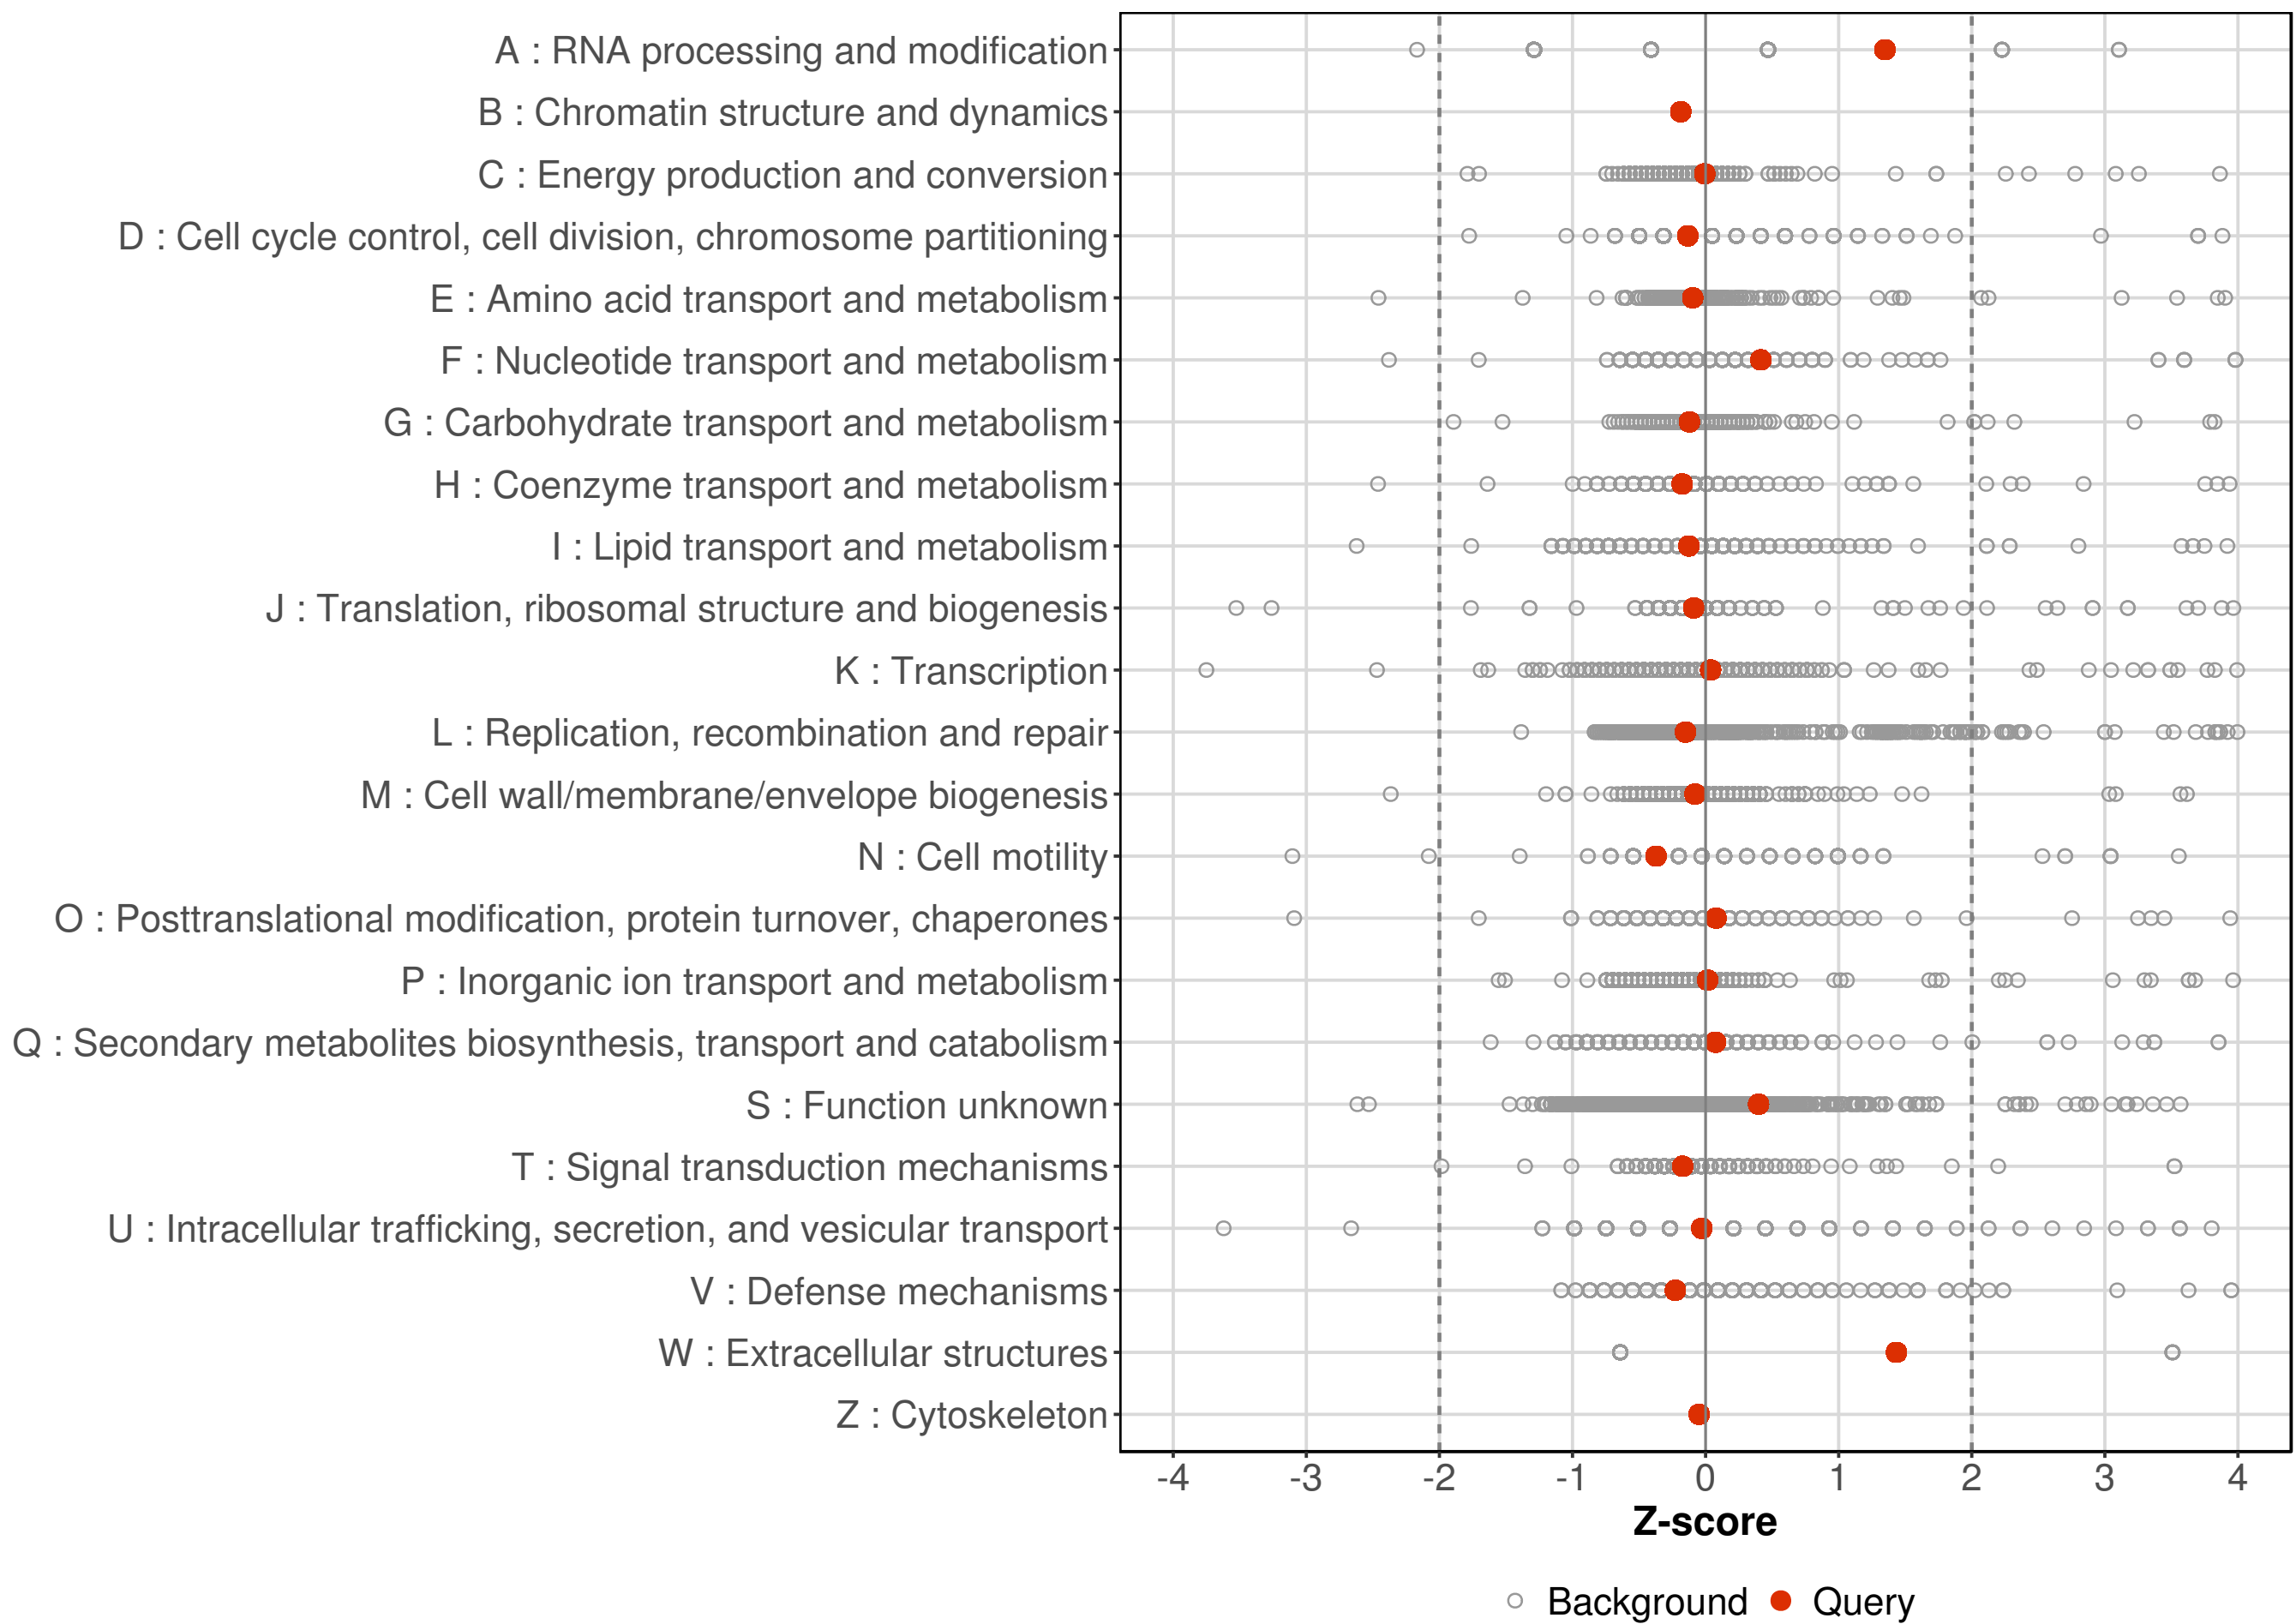 A : RNA processing and modification
B : Chromatin structure and dynamics
C : Energy production and conversion
D : Cell cycle control, cell division, chromosome partitioning
E : Amino acid transport and metabolism
F : Nucleotide transport and metabolism
G : Carbohydrate transport and metabolism
H : Coenzyme transport and metabolism
I : Lipid transport and metabolism
J : Translation, ribosomal structure and biogenesis
K : Transcription
L : Replication, recombination and repair
M : Cell wall/membrane/envelope biogenesis
N : Cell motility
O : Posttranslational modification, protein turnover, chaperones
P : Inorganic ion transport and metabolism
Q : Secondary metabolites biosynthesis, transport and catabolism
S : Function unknown
T : Signal transduction mechanisms
U : Intracellular trafficking, secretion, and vesicular transport
V : Defense mechanisms
W : Extracellular structures
Z : Cytoskeleton
-4 -3 -2 -1 0 1 2 3 4
Z-score
Background Query